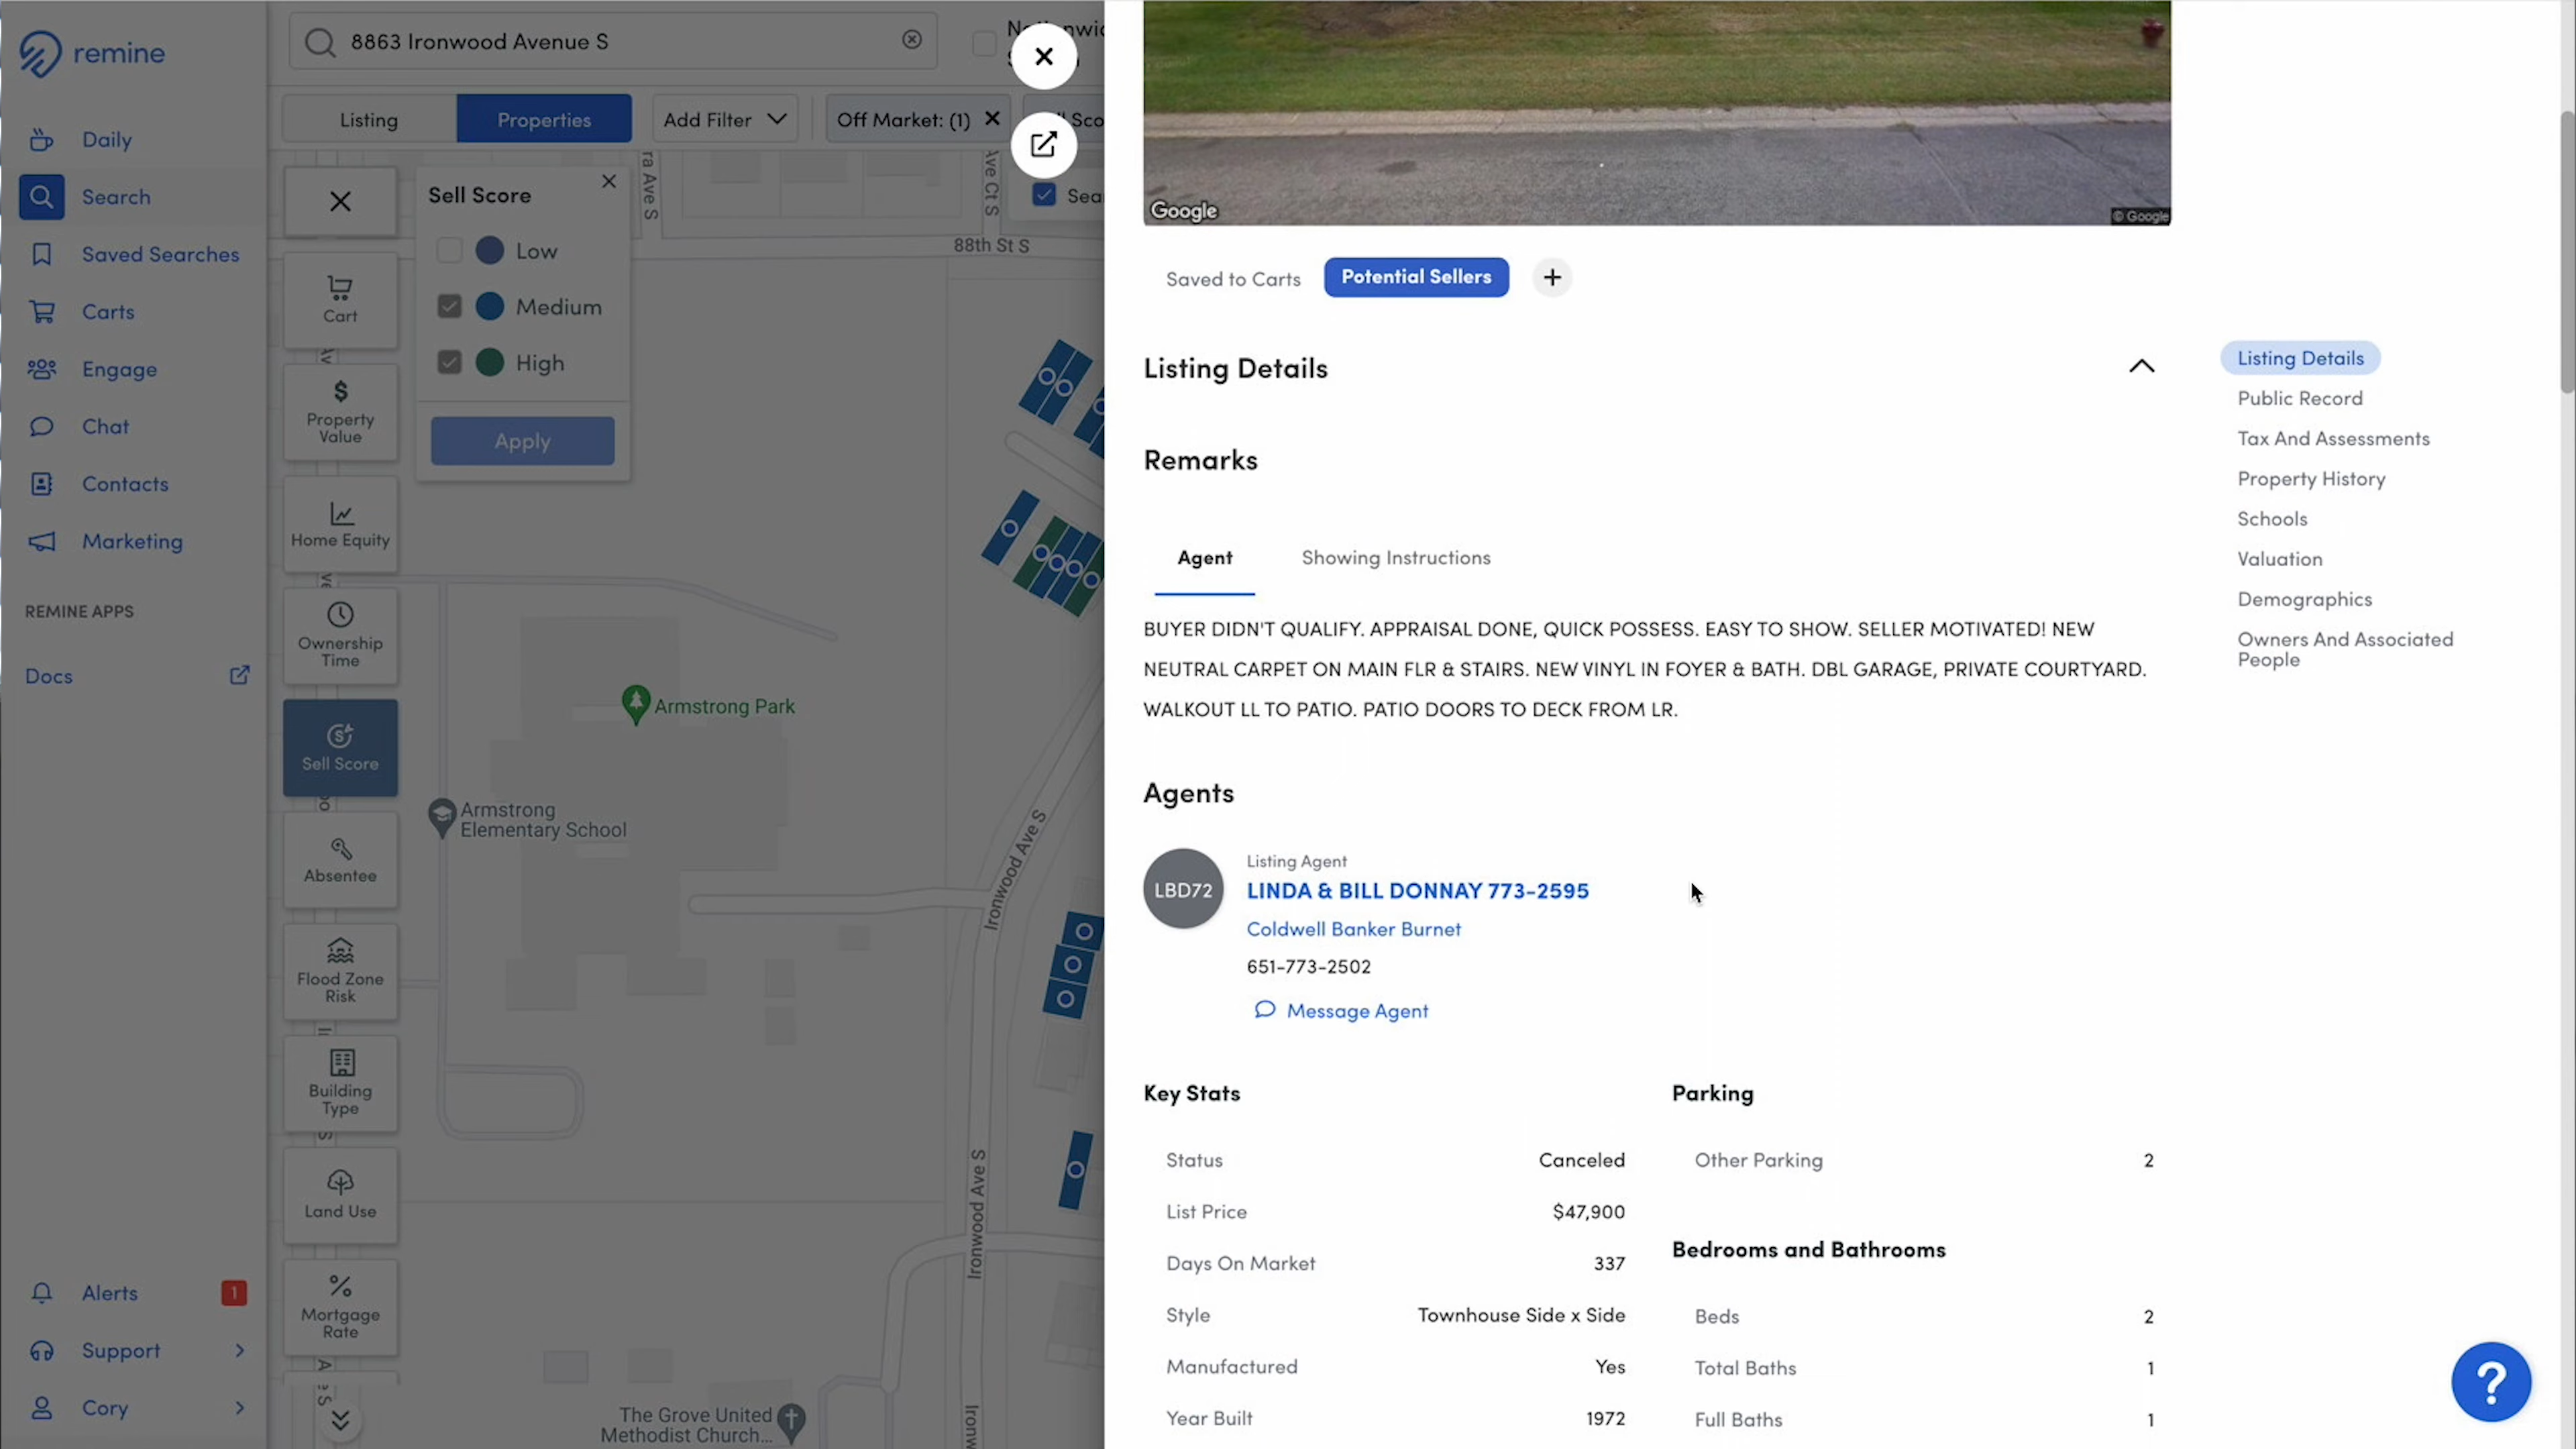 remine
Daily
Search
Saved Searches
Carts
Engage
Chat
Contacts
Marketing
REMINE APPS
Docs
Alerts
1
Support
Cory
8863 Ironwood Avenue S
Listing
Properties
Add Filter
Off Market: (1)
Cart
Property
Value
Home Equity
Ownership
Time
Sell Score
Absentee
Flood Zone
Risk
Building
Type
Land Use
Mortgage
Rate
Sell Score
Low
Medium
High
Apply
88th St S
Ave Ct S
Armstrong Park
Armstrong
Elementary School
Ironwood Ave S
Ironwood Ave S
The Grove United
Methodist Church...
Google
© Google
Saved to Carts
Potential Sellers
Listing Details
Remarks
Agent
Showing Instructions
BUYER DIDN'T QUALIFY. APPRAISAL DONE, QUICK POSSESS. EASY TO SHOW. SELLER MOTIVATED! NEW
NEUTRAL CARPET ON MAIN FLR & STAIRS. NEW VINYL IN FOYER & BATH. DBL GARAGE, PRIVATE COURTYARD.
WALKOUT LL TO PATIO. PATIO DOORS TO DECK FROM LR.
Agents
LBD72
Listing Agent
LINDA & BILL DONNAY 773-2595
Coldwell Banker Burnet
651-773-2502
Message Agent
Key Stats
Status Canceled
List Price $47,900
Days On Market 337
Style Townhouse Side x Side
Manufactured Yes
Year Built 1972
Parking
Other Parking 2
Bedrooms and Bathrooms
Beds 2
Total Baths 1
Full Baths 1
Listing Details
Public Record
Tax And Assessments
Property History
Schools
Valuation
Demographics
Owners And Associated
People
?